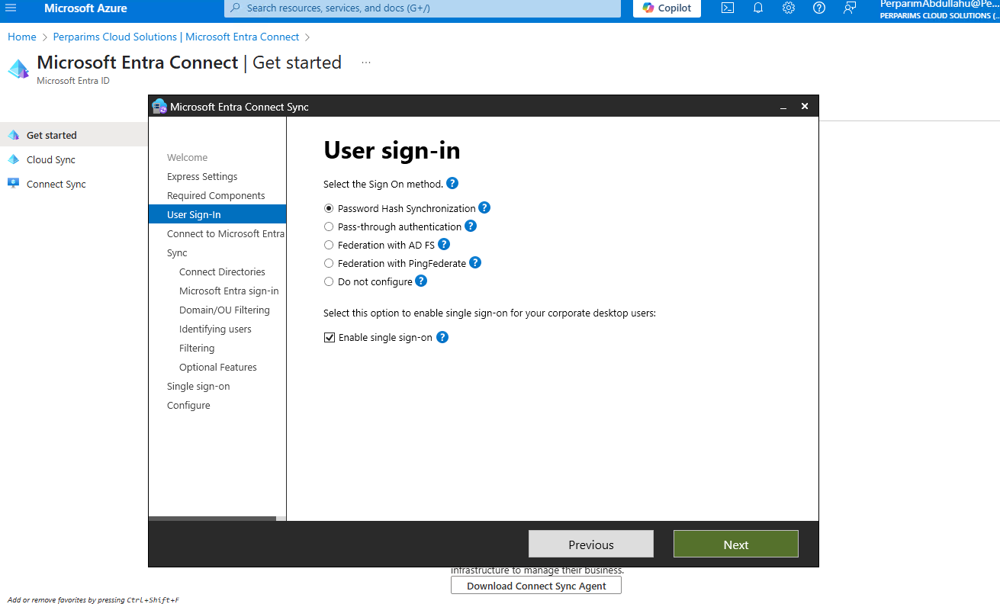 Microsoft Azure
Search resources, services, and docs (G+/)
Copilot
PerparimAbdullahu@Pe...
PERPARIMS CLOUD SOLUTIONS (...
Home > Perparims Cloud Solutions | Microsoft Entra Connect >
Microsoft Entra Connect | Get started ...
Microsoft Entra ID
Get started
Cloud Sync
Connect Sync
Microsoft Entra Connect Sync
Welcome
Express Settings
Required Components
User Sign-In
Connect to Microsoft Entra
Sync
Connect Directories
Microsoft Entra sign-in
Domain/OU Filtering
Identifying users
Filtering
Optional Features
Single sign-on
Configure
User sign-in
Select the Sign On method. ?
Password Hash Synchronization ?
Pass-through authentication ?
Federation with AD FS ?
Federation with PingFederate ?
Do not configure ?
Select this option to enable single sign-on for your corporate desktop users:
Enable single sign-on ?
Previous
Next
infrastructure to manage their business.
Download Connect Sync Agent
Add or remove favorites by pressing Ctrl+Shift+F